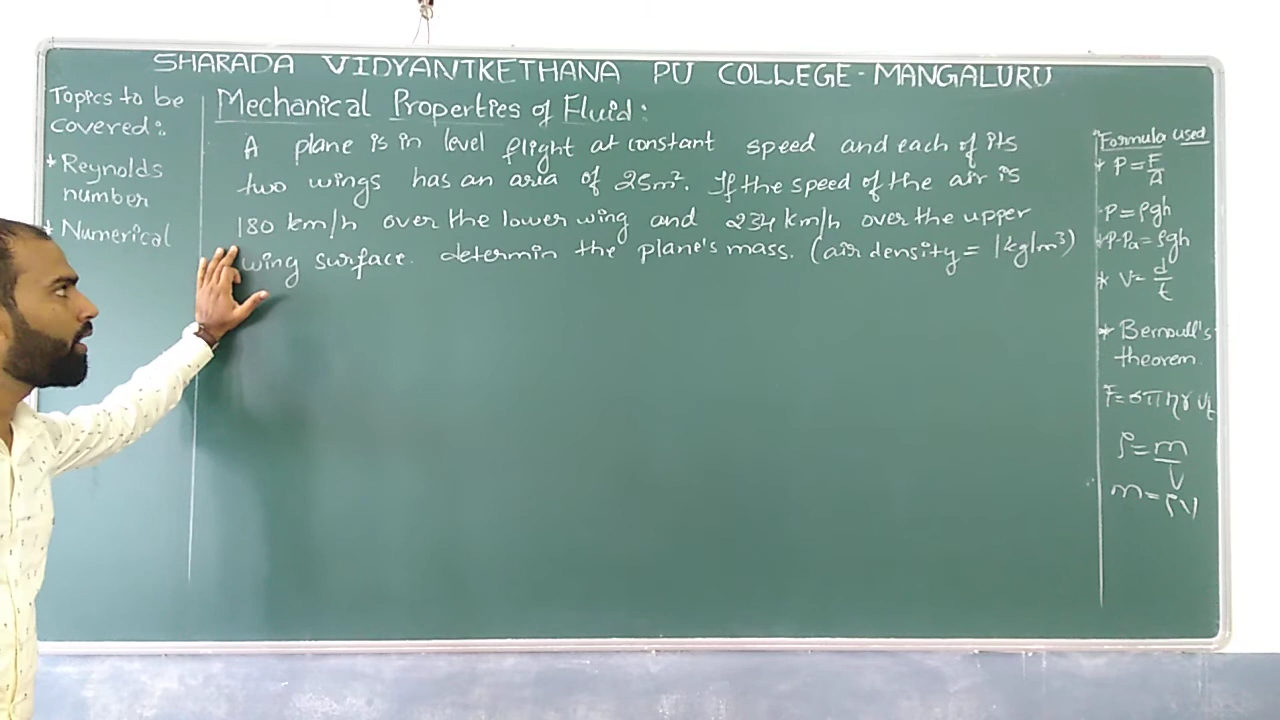 SHARADA VIDYANIKETHANA PU COLLEGE - MANGALURU
Topics to be
covered:
* Reynolds
number
* Numerical
Mechanical Properties of Fluid:
A plane is in level flight at constant speed and each of its
two wings has an area of 25m². If the speed of the air is
180 km/h over the lower wing and 234 km/h over the upper
wing surface. determin the plane's mass. (air density = 1kg/m³)
Formula used
* P = F/A
P = ρgh
* P-Pa = ρgh
* V = d/t
* Bernoull's
theorem
F = 6πηr Vt
ρ = m/V
m = ρV